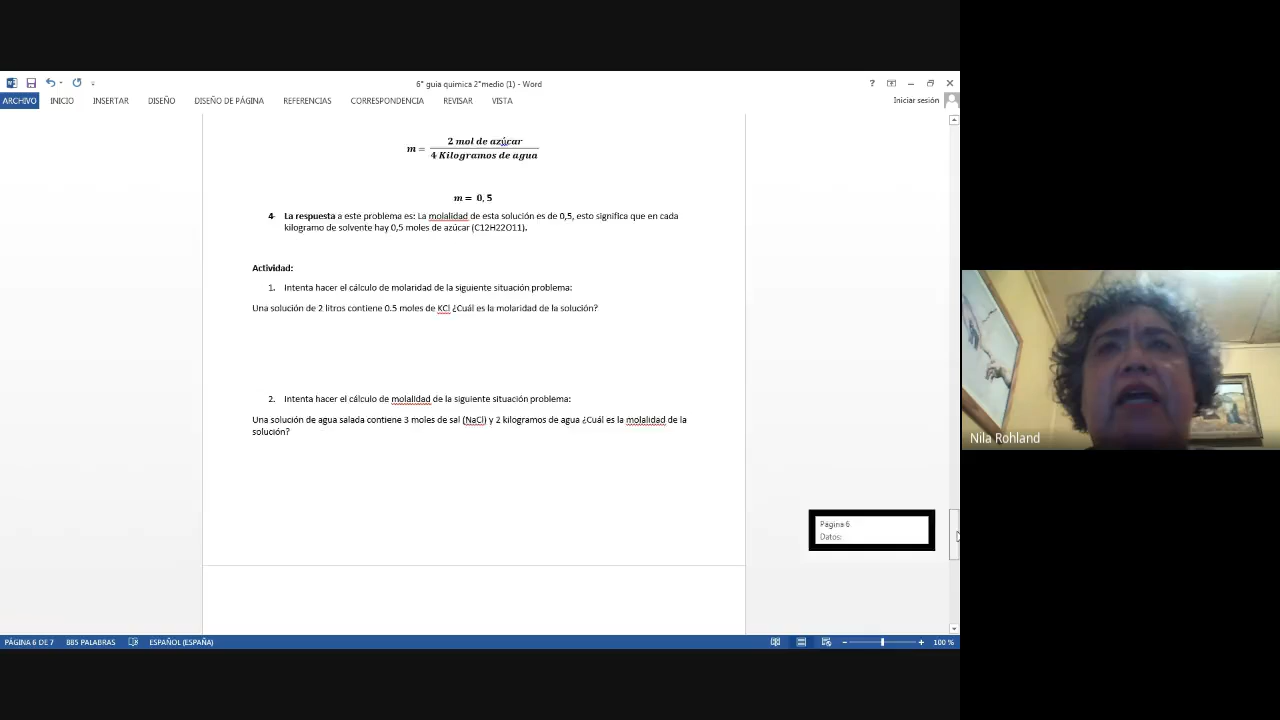 6° guia quimica 2°medio (1) - Word
ARCHIVO INICIO INSERTAR DISEÑO DISEÑO DE PÁGINA REFERENCIAS CORRESPONDENCIA REVISAR VISTA
Iniciar sesión
m = 2 mol de azúcar / 4 Kilogramos de agua
m = 0,5
4- La respuesta a este problema es: La molalidad de esta solución es de 0,5, esto significa que en cada
kilogramo de solvente hay 0,5 moles de azúcar (C12H22O11).
Actividad:
1. Intenta hacer el cálculo de molaridad de la siguiente situación problema:
Una solución de 2 litros contiene 0.5 moles de KCl ¿Cuál es la molaridad de la solución?
2. Intenta hacer el cálculo de molalidad de la siguiente situación problema:
Una solución de agua salada contiene 3 moles de sal (NaCl) y 2 kilogramos de agua ¿Cuál es la molalidad de la
solución?
Página 6
Datos:
Nila Rohland
PÁGINA 6 DE 7 885 PALABRAS ESPAÑOL (ESPAÑA) 100 %